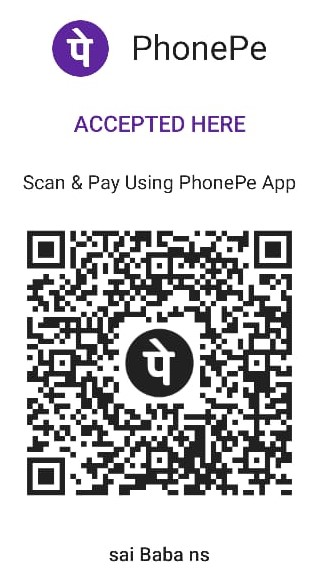 पे PhonePe
ACCEPTED HERE
Scan & Pay Using PhonePe App
पे
sai Baba ns